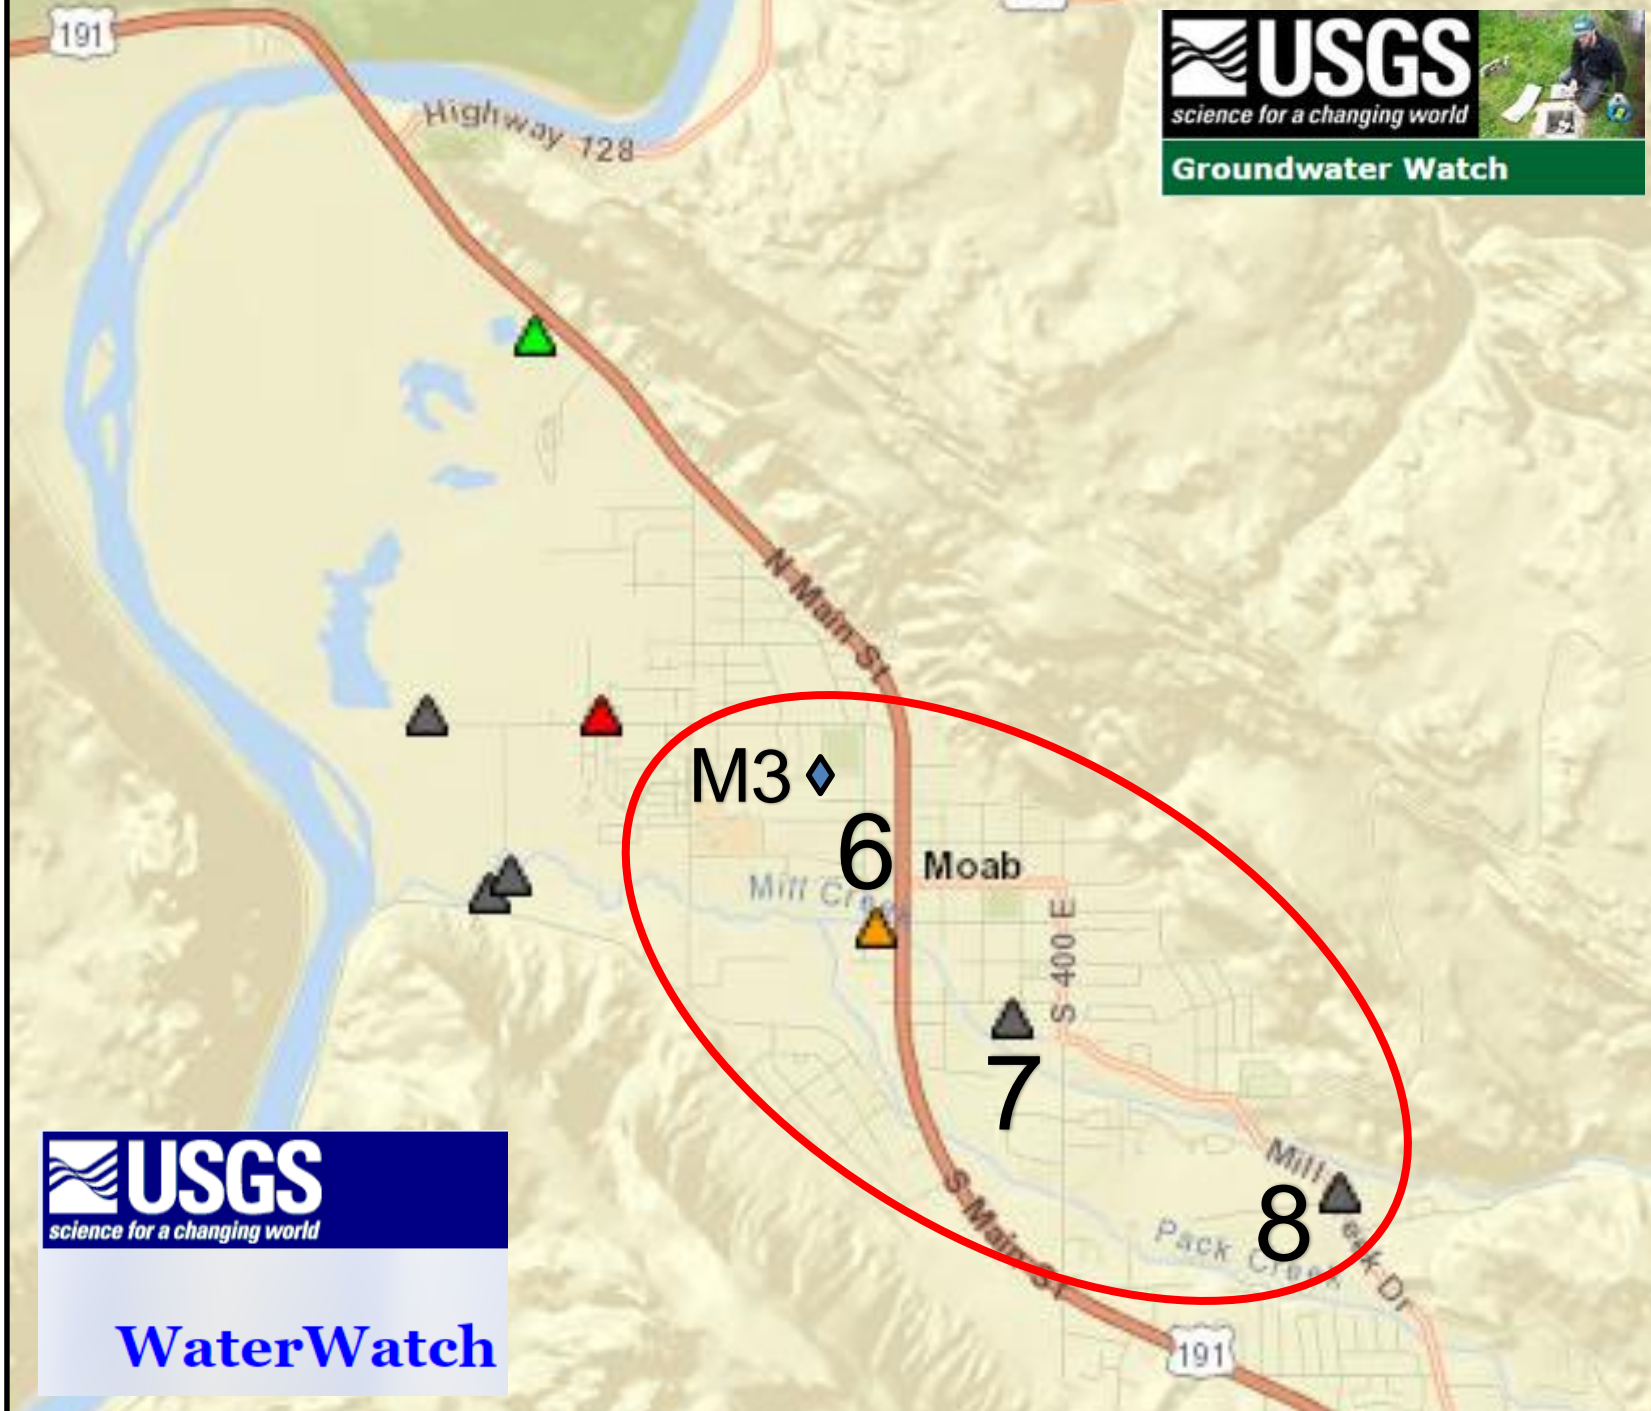 191
Highway 128
USGS
science for a changing world
Groundwater Watch
N Main St
M3
6
Moab
Mill Creek
S 400 E
7
Mill
8
eek Dr
Pack Creek
S Main St
191
USGS
science for a changing world
WaterWatch